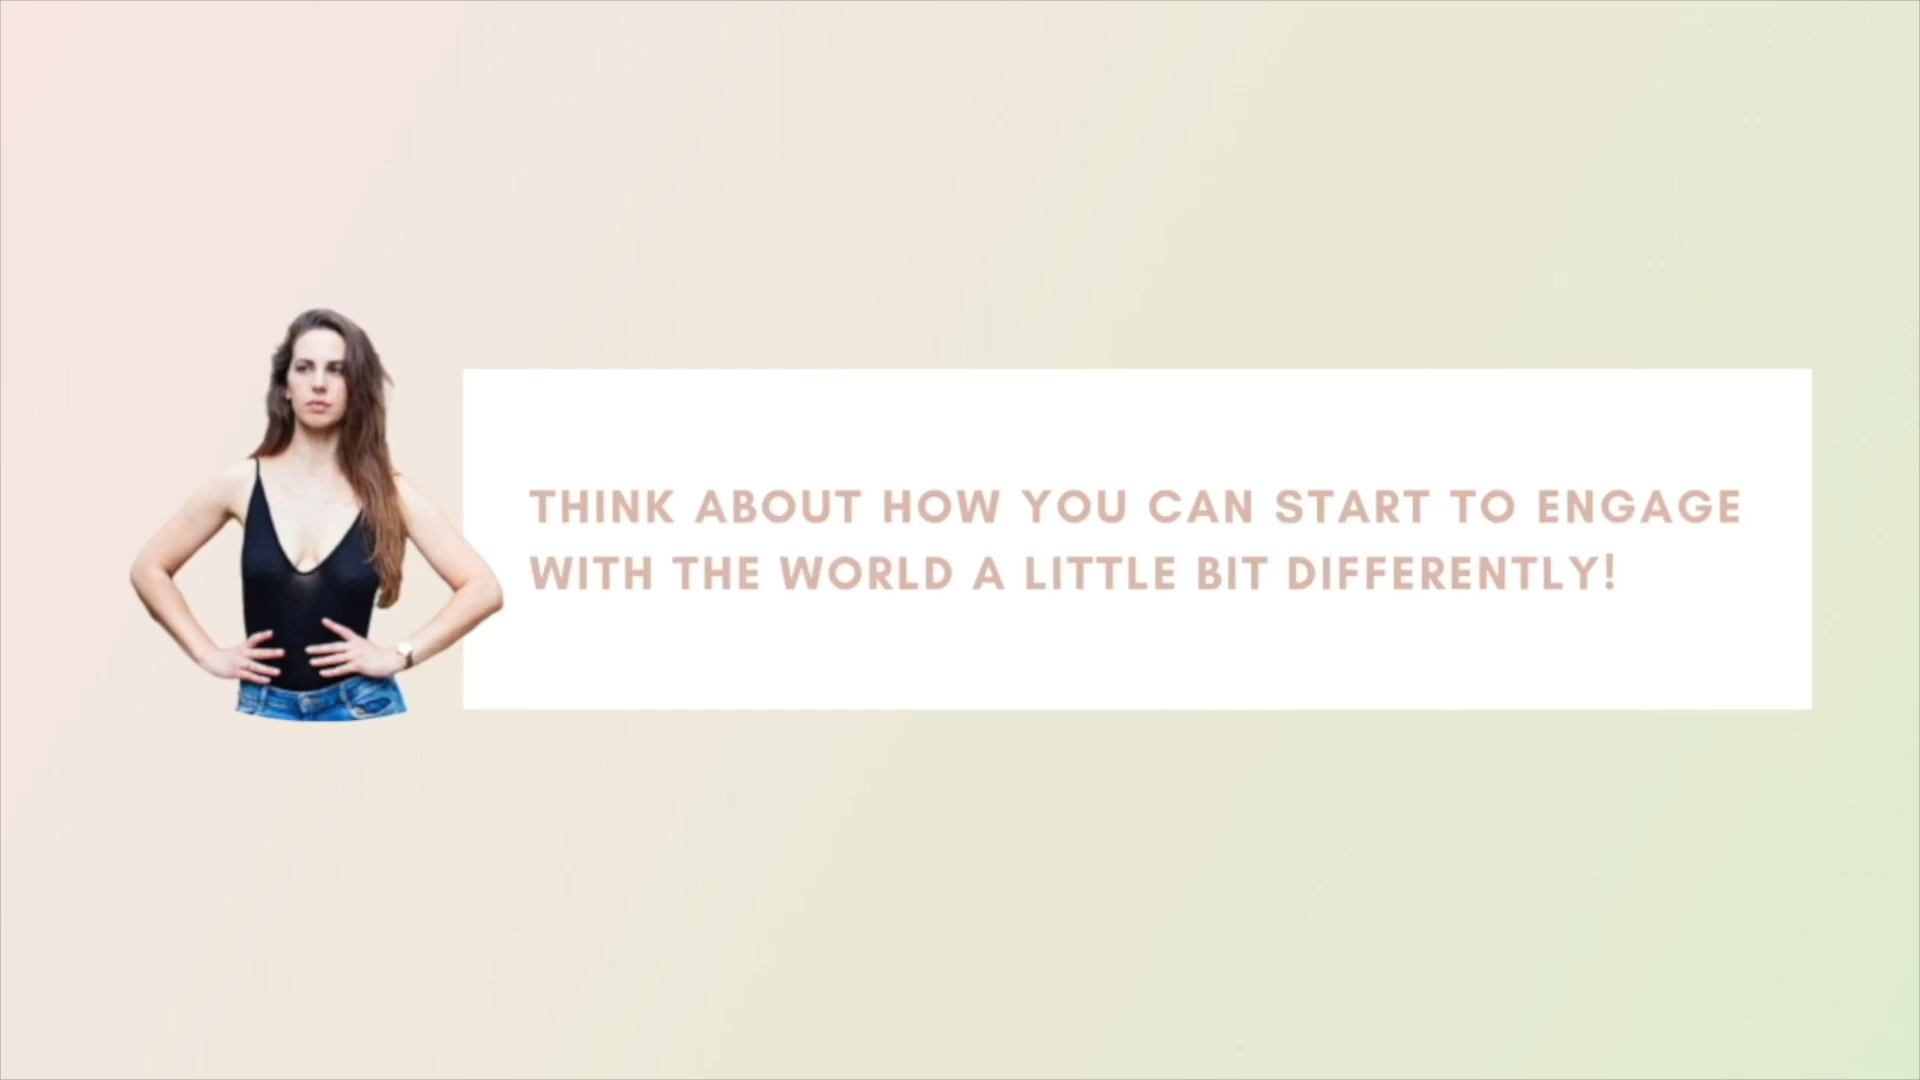 THINK ABOUT HOW YOU CAN START TO ENGAGE
WITH THE WORLD A LITTLE BIT DIFFERENTLY!